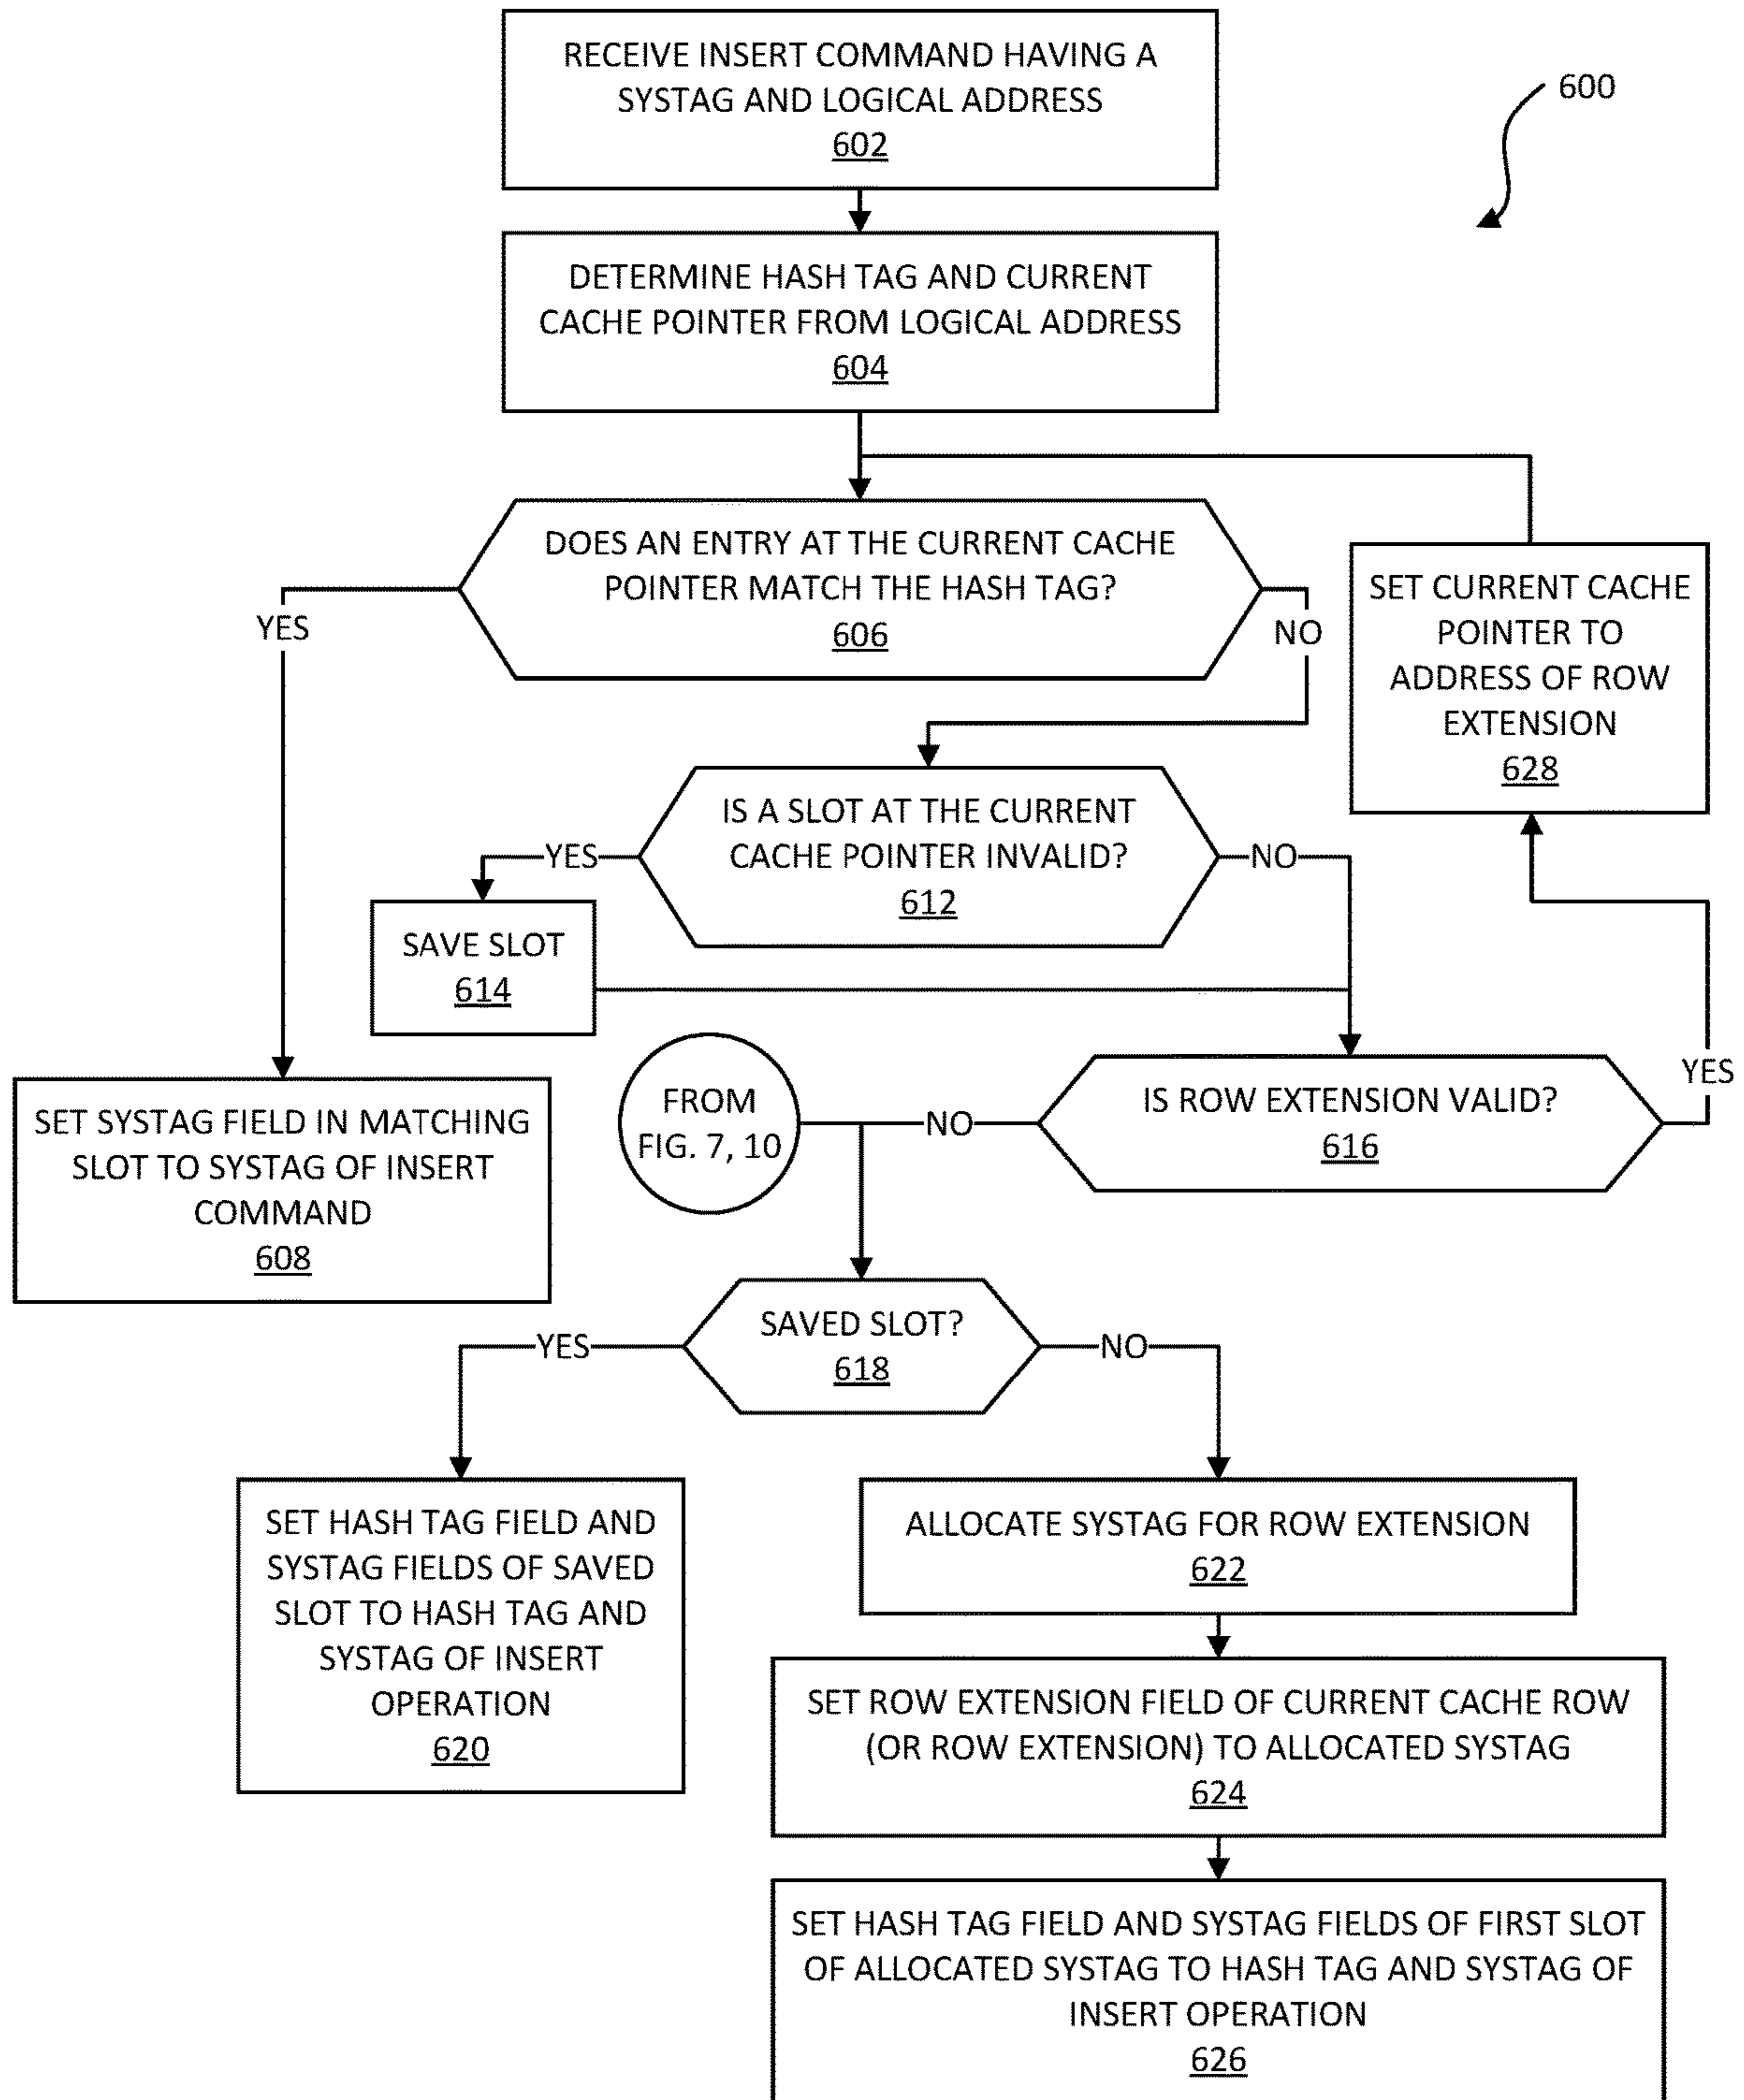 RECEIVE INSERT COMMAND HAVING A
SYSTAG AND LOGICAL ADDRESS
602
600
DETERMINE HASH TAG AND CURRENT
CACHE POINTER FROM LOGICAL ADDRESS
604
DOES AN ENTRY AT THE CURRENT CACHE
POINTER MATCH THE HASH TAG?
606
YES
NO
SET CURRENT CACHE
POINTER TO
ADDRESS OF ROW
EXTENSION
628
IS A SLOT AT THE CURRENT
CACHE POINTER INVALID?
612
YES
NO
SAVE SLOT
614
FROM
FIG. 7, 10
NO
IS ROW EXTENSION VALID?
616
YES
SET SYSTAG FIELD IN MATCHING
SLOT TO SYSTAG OF INSERT
COMMAND
608
SAVED SLOT?
618
YES
NO
SET HASH TAG FIELD AND
SYSTAG FIELDS OF SAVED
SLOT TO HASH TAG AND
SYSTAG OF INSERT
OPERATION
620
ALLOCATE SYSTAG FOR ROW EXTENSION
622
SET ROW EXTENSION FIELD OF CURRENT CACHE ROW
(OR ROW EXTENSION) TO ALLOCATED SYSTAG
624
SET HASH TAG FIELD AND SYSTAG FIELDS OF FIRST SLOT
OF ALLOCATED SYSTAG TO HASH TAG AND SYSTAG OF
INSERT OPERATION
626